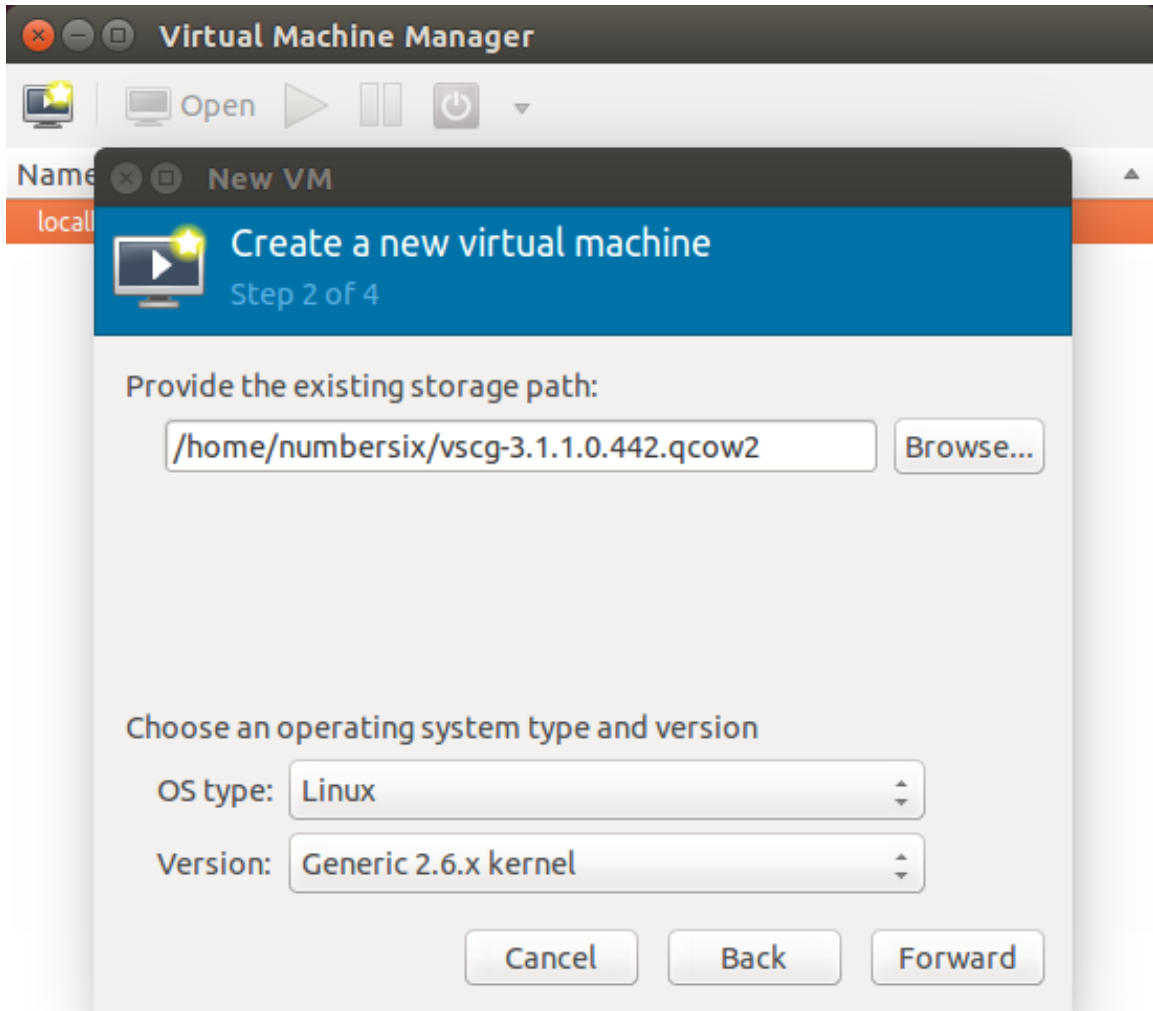 Virtual Machine Manager
Open
Name
New VM
locall
Create a new virtual machine
Step 2 of 4
Provide the existing storage path:
/home/numbersix/vscg-3.1.1.0.442.qcow2 Browse...
Choose an operating system type and version
OS type: Linux
Version: Generic 2.6.x kernel
Cancel Back Forward